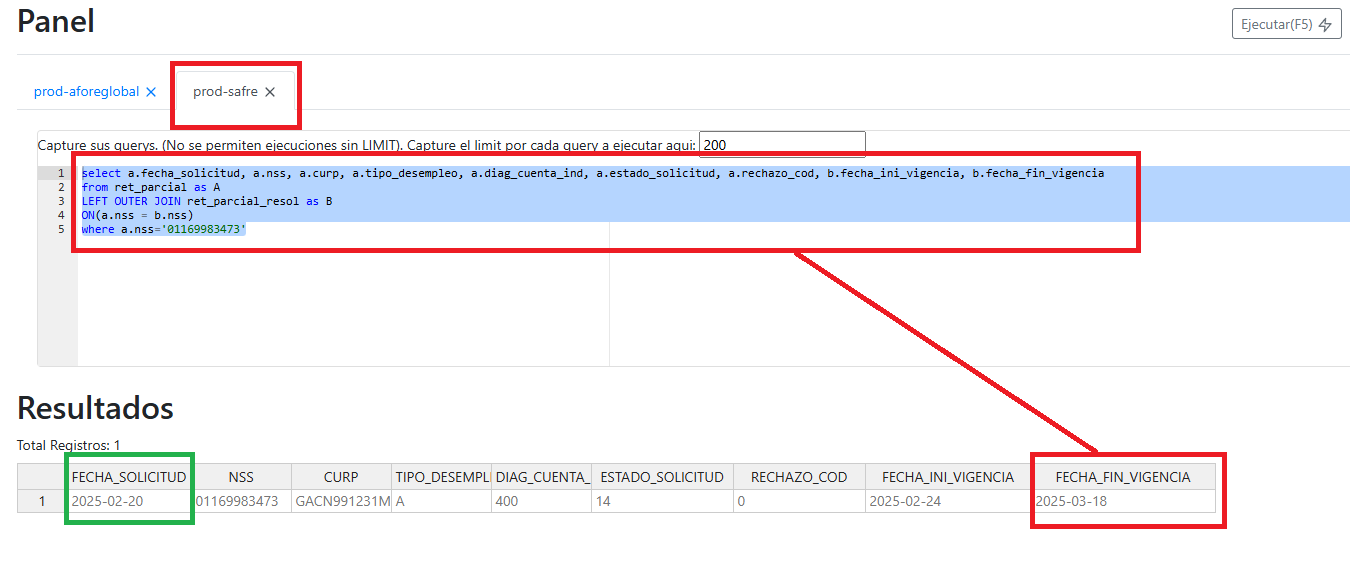 Panel
Ejecutar(F5)
prod-aforeglobal ×
prod-safre ×
Capture sus querys. (No se permiten ejecuciones sin LIMIT). Capture el limit por cada query a ejecutar aqui: 200
1 select a.fecha_solicitud, a.nss, a.curp, a.tipo_desempleo, a.diag_cuenta_ind, a.estado_solicitud, a.rechazo_cod, b.fecha_ini_vigencia, b.fecha_fin_vigencia
2 from ret_parcial as A
3 LEFT OUTER JOIN ret_parcial_resol as B
4 ON(a.nss = b.nss)
5 where a.nss='01169983473'
Resultados
Total Registros: 1
FECHA_SOLICITUD NSS CURP TIPO_DESEMPL DIAG_CUENTA_ ESTADO_SOLICITUD RECHAZO_COD FECHA_INI_VIGENCIA FECHA_FIN_VIGENCIA
1 2025-02-20 01169983473 GACN991231M A 400 14 0 2025-02-24 2025-03-18